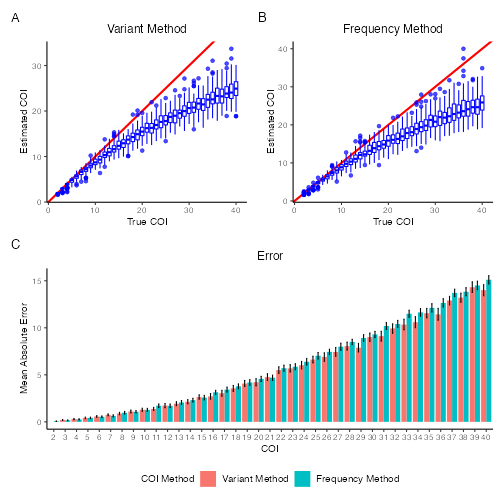 A
Variant Method
Estimated COI
30
20
10
0
0 10 20 30 40
True COI
B
Frequency Method
Estimated COI
40
30
20
10
0
0 10 20 30 40
True COI
C
Error
Mean Absolute Error
15
10
5
0
2 3 4 5 6 7 8 9 10 11 12 13 14 15 16 17 18 19 20 21 22 23 24 25 26 27 28 29 30 31 32 33 34 35 36 37 38 39 40
COI
COI Method Variant Method Frequency Method